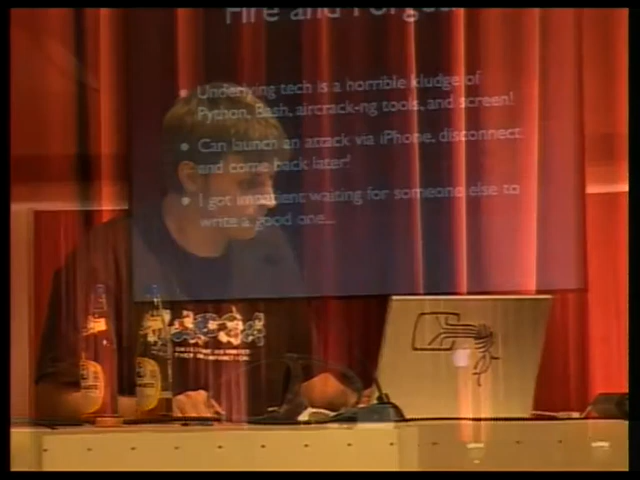 Fire and Forget
• Underlying tech is a horrible kludge of
Python, Bash, aircrack-ng tools, and screen!
• Can launch an attack via iPhone, disconnect
and come back later!
• I got impatient waiting for someone else to
write a good one...